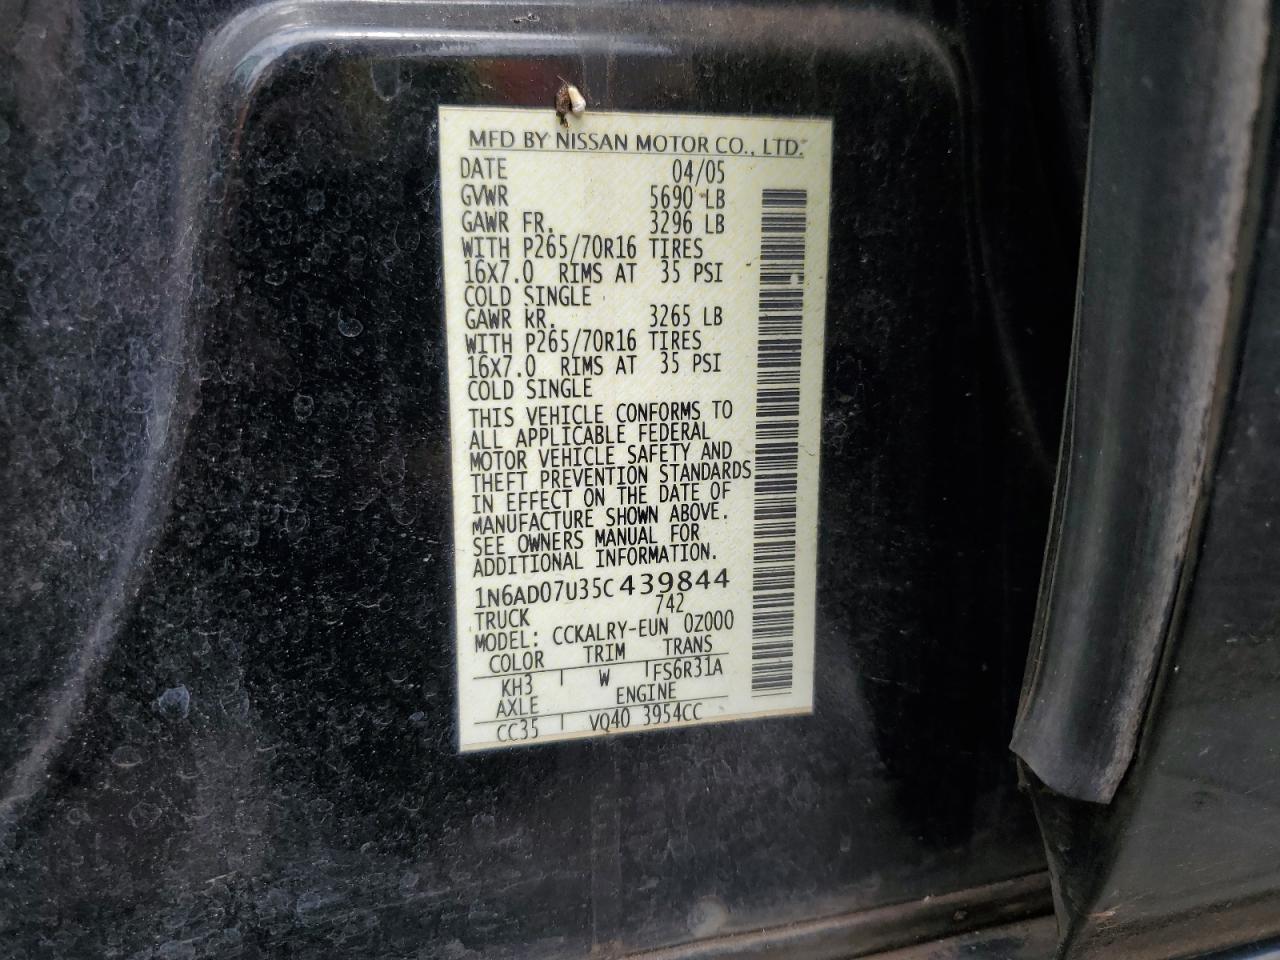 MFD BY NISSAN MOTOR CO., LTD.
DATE 04/05
GVWR 5690 LB
GAWR FR. 3296 LB
WITH P265/70R16 TIRES
16X7.0 RIMS AT 35 PSI
COLD SINGLE
GAWR RR. 3265 LB
WITH P265/70R16 TIRES
16X7.0 RIMS AT 35 PSI
COLD SINGLE
THIS VEHICLE CONFORMS TO
ALL APPLICABLE FEDERAL
MOTOR VEHICLE SAFETY AND
THEFT PREVENTION STANDARDS
IN EFFECT ON THE DATE OF
MANUFACTURE SHOWN ABOVE.
SEE OWNERS MANUAL FOR
ADDITIONAL INFORMATION.
1N6AD07U35C439844
TRUCK 742
MODEL: CCKALRY-EUN 0Z000
COLOR TRIM TRANS
KH3 W FS6R31A
AXLE ENGINE
CC35 VQ40 3954CC